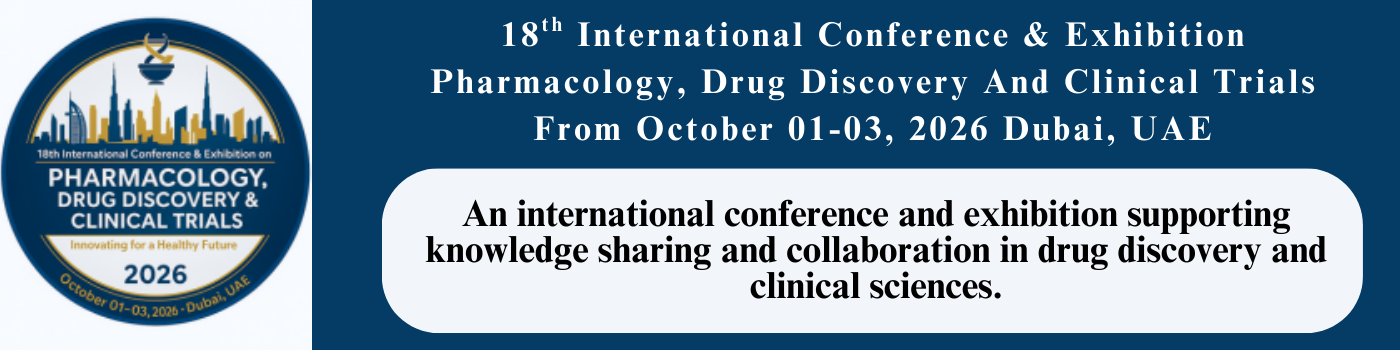 18th International Conference & Exhibition on
PHARMACOLOGY,
DRUG DISCOVERY &
CLINICAL TRIALS
Innovating for a Healthy Future
2026
October 01-03, 2026 · Dubai, UAE
18th International Conference & Exhibition
Pharmacology, Drug Discovery And Clinical Trials
From October 01-03, 2026 Dubai, UAE
An international conference and exhibition supporting
knowledge sharing and collaboration in drug discovery and
clinical sciences.